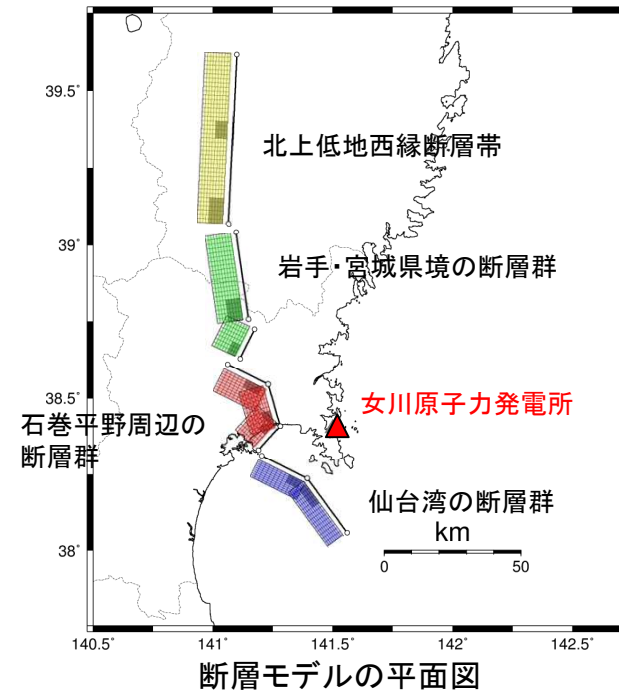 39.5°
北上低地西縁断層帯
39°
岩手・宮城県境の断層群
38.5°
女川原子力発電所
石巻平野周辺の
断層群
仙台湾の断層群
km
38°
0 50
140.5° 141° 141.5° 142° 142.5°
断層モデルの平面図